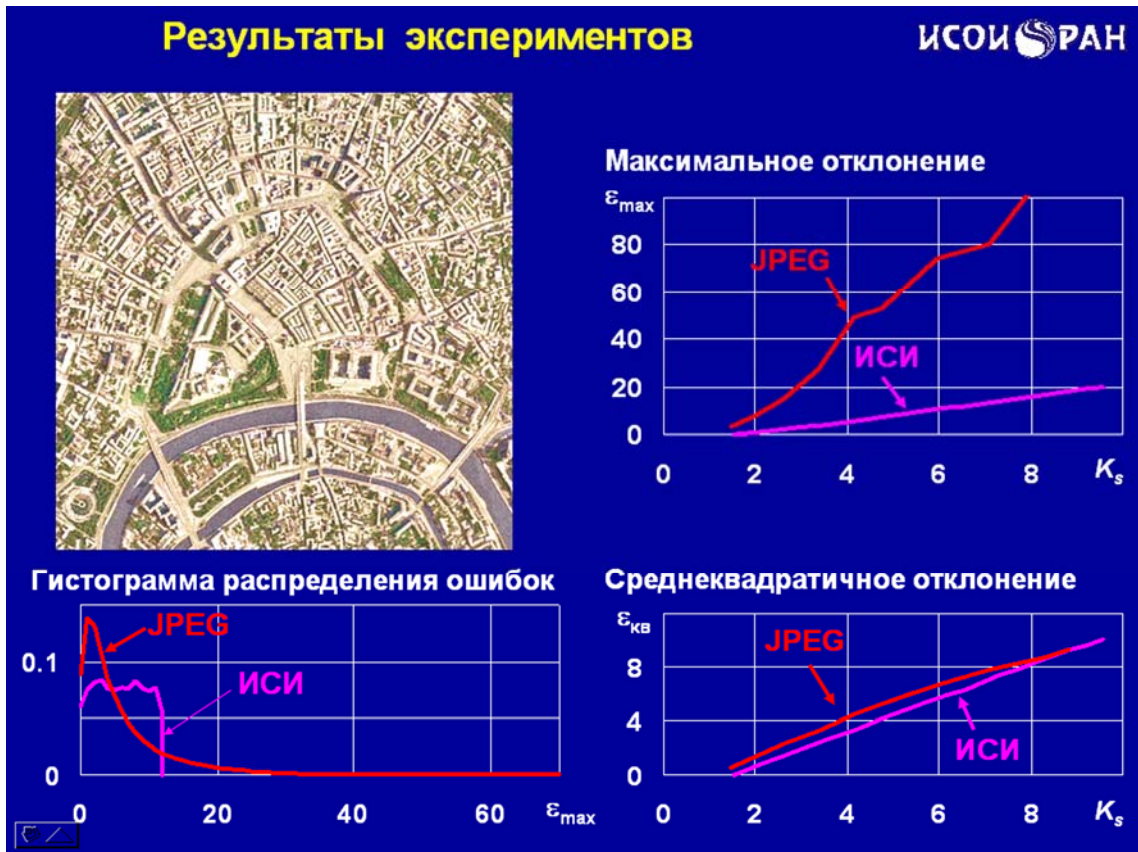 Результаты экспериментов
ИСОИ РАН
Максимальное отклонение
εmax
80
60
40
20
0
JPEG
ИСИ
0 2 4 6 8 Ks
Гистограмма распределения ошибок
0.1
0
JPEG
ИСИ
0 20 40 60 εmax
Среднеквадратичное отклонение
εкв
8
4
0
JPEG
ИСИ
0 2 4 6 8 Ks